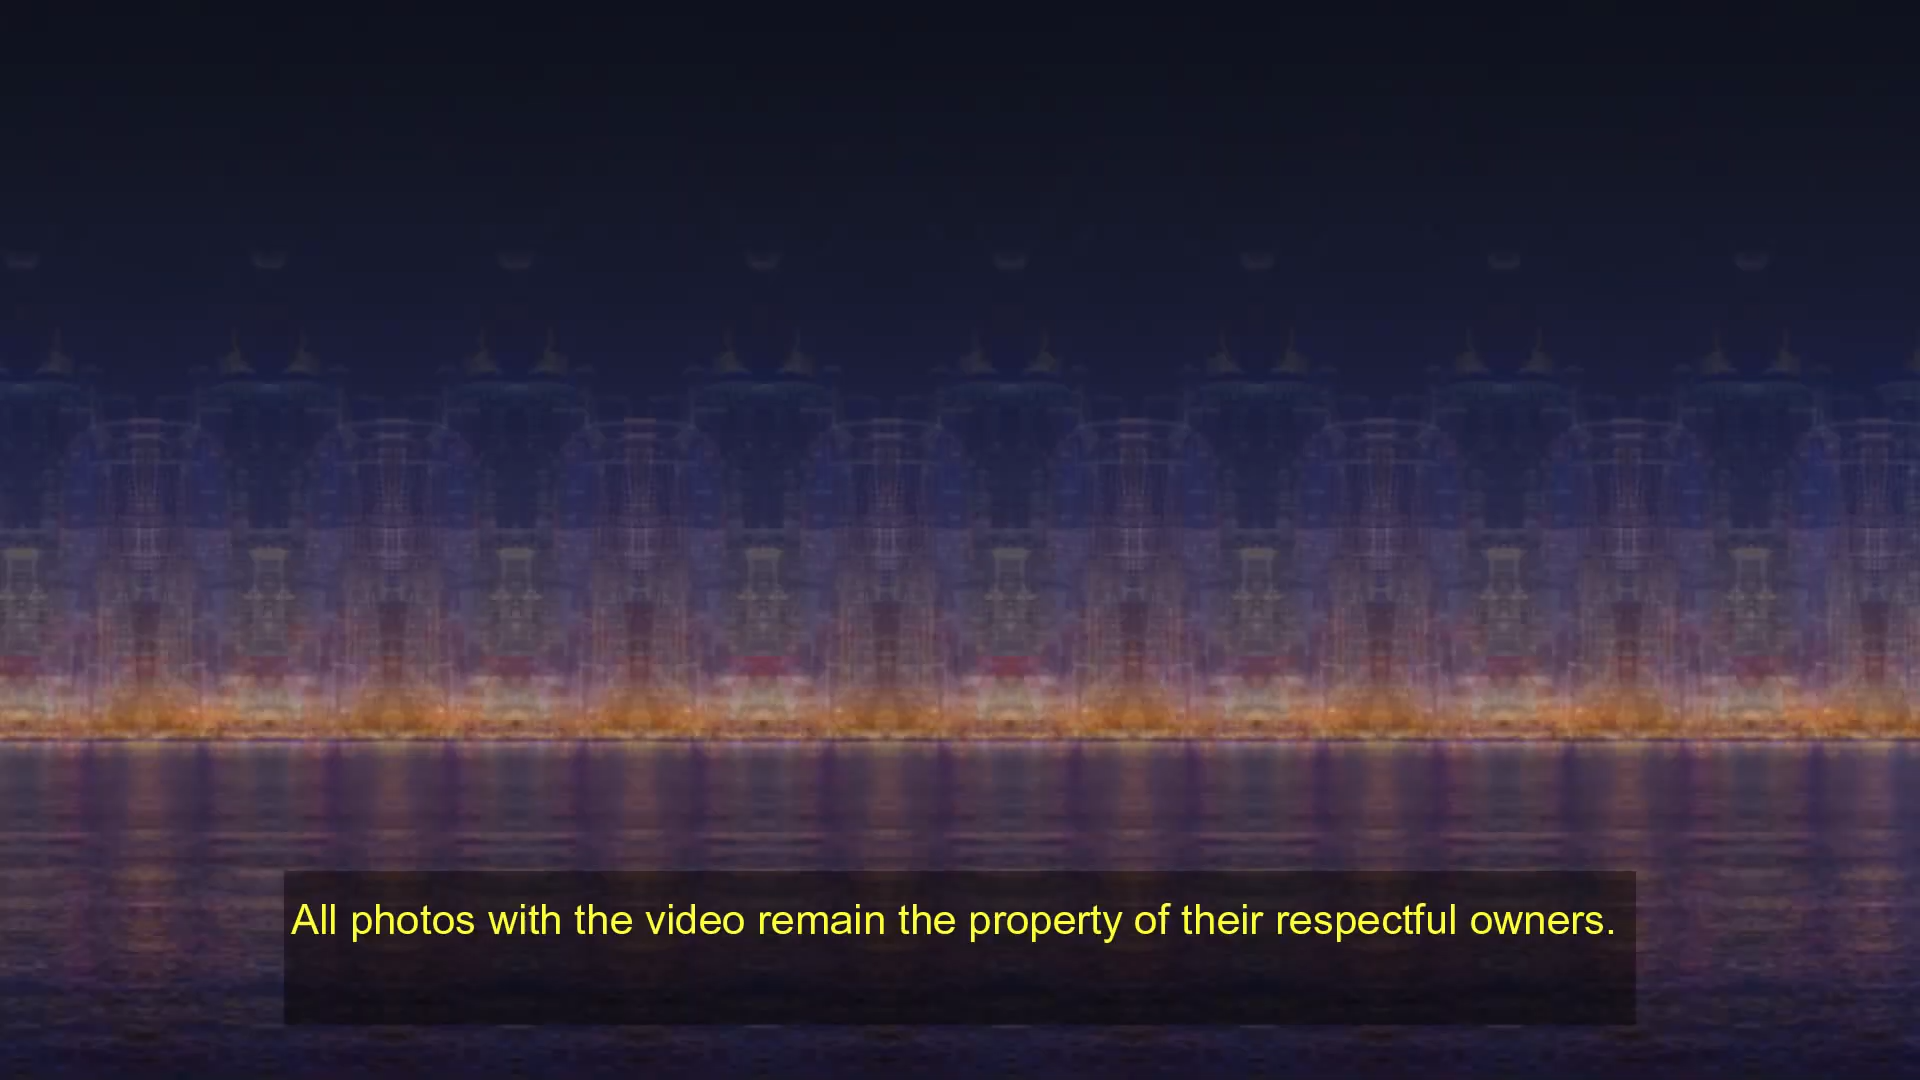 All photos with the video remain the property of their respectful owners.